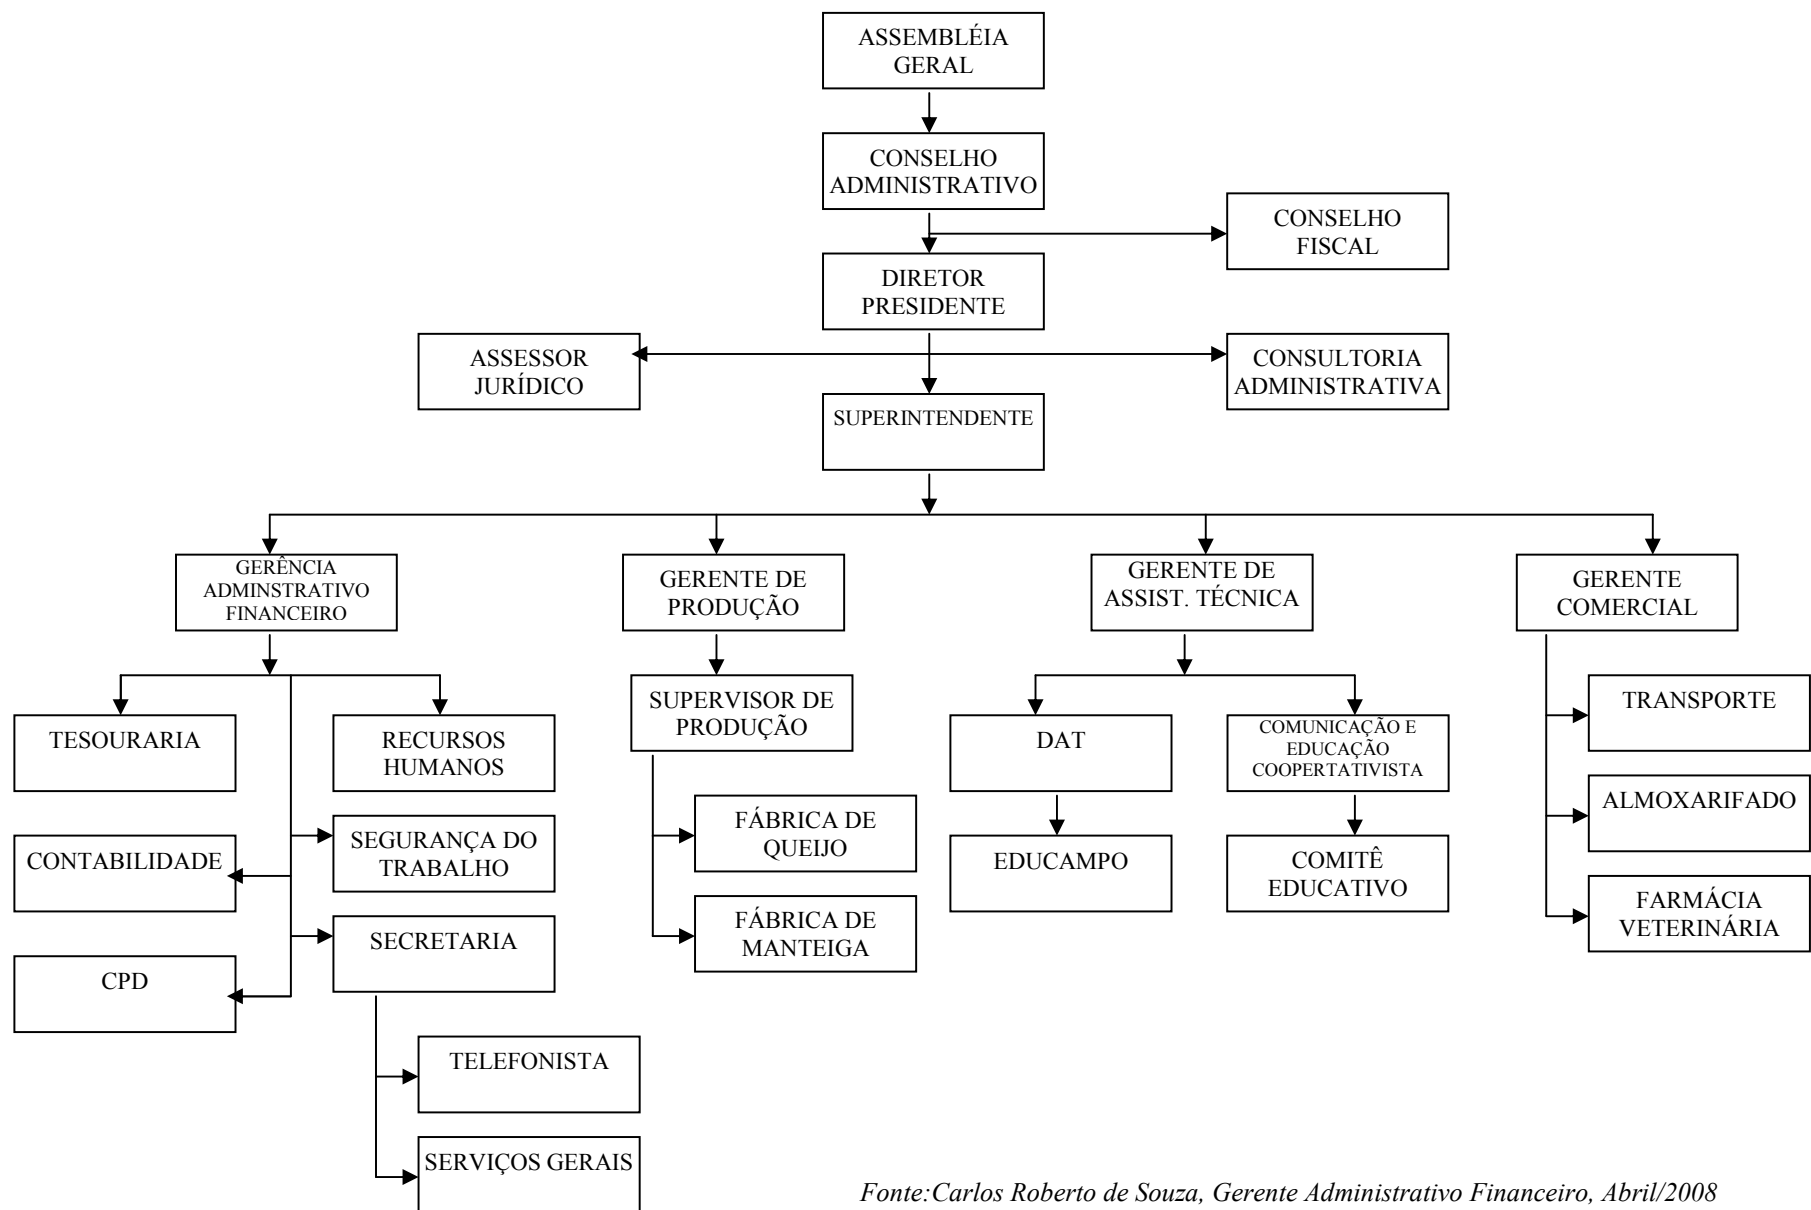 ASSEMBLÉIA
GERAL
CONSELHO
ADMINISTRATIVO
CONSELHO
FISCAL
DIRETOR
PRESIDENTE
ASSESSOR
JURÍDICO
CONSULTORIA
ADMINISTRATIVA
SUPERINTENDENTE
GERÊNCIA
ADMINSTRATIVO
FINANCEIRO
GERENTE DE
PRODUÇÃO
GERENTE DE
ASSIST. TÉCNICA
GERENTE
COMERCIAL
TESOURARIA
RECURSOS
HUMANOS
SUPERVISOR DE
PRODUÇÃO
DAT
COMUNICAÇÃO E
EDUCAÇÃO
COOPERTATIVISTA
TRANSPORTE
CONTABILIDADE
SEGURANÇA DO
TRABALHO
FÁBRICA DE
QUEIJO
EDUCAMPO
COMITÊ
EDUCATIVO
ALMOXARIFADO
CPD
SECRETARIA
FÁBRICA DE
MANTEIGA
FARMÁCIA
VETERINÁRIA
TELEFONISTA
SERVIÇOS GERAIS
Fonte:Carlos Roberto de Souza, Gerente Administrativo Financeiro, Abril/2008